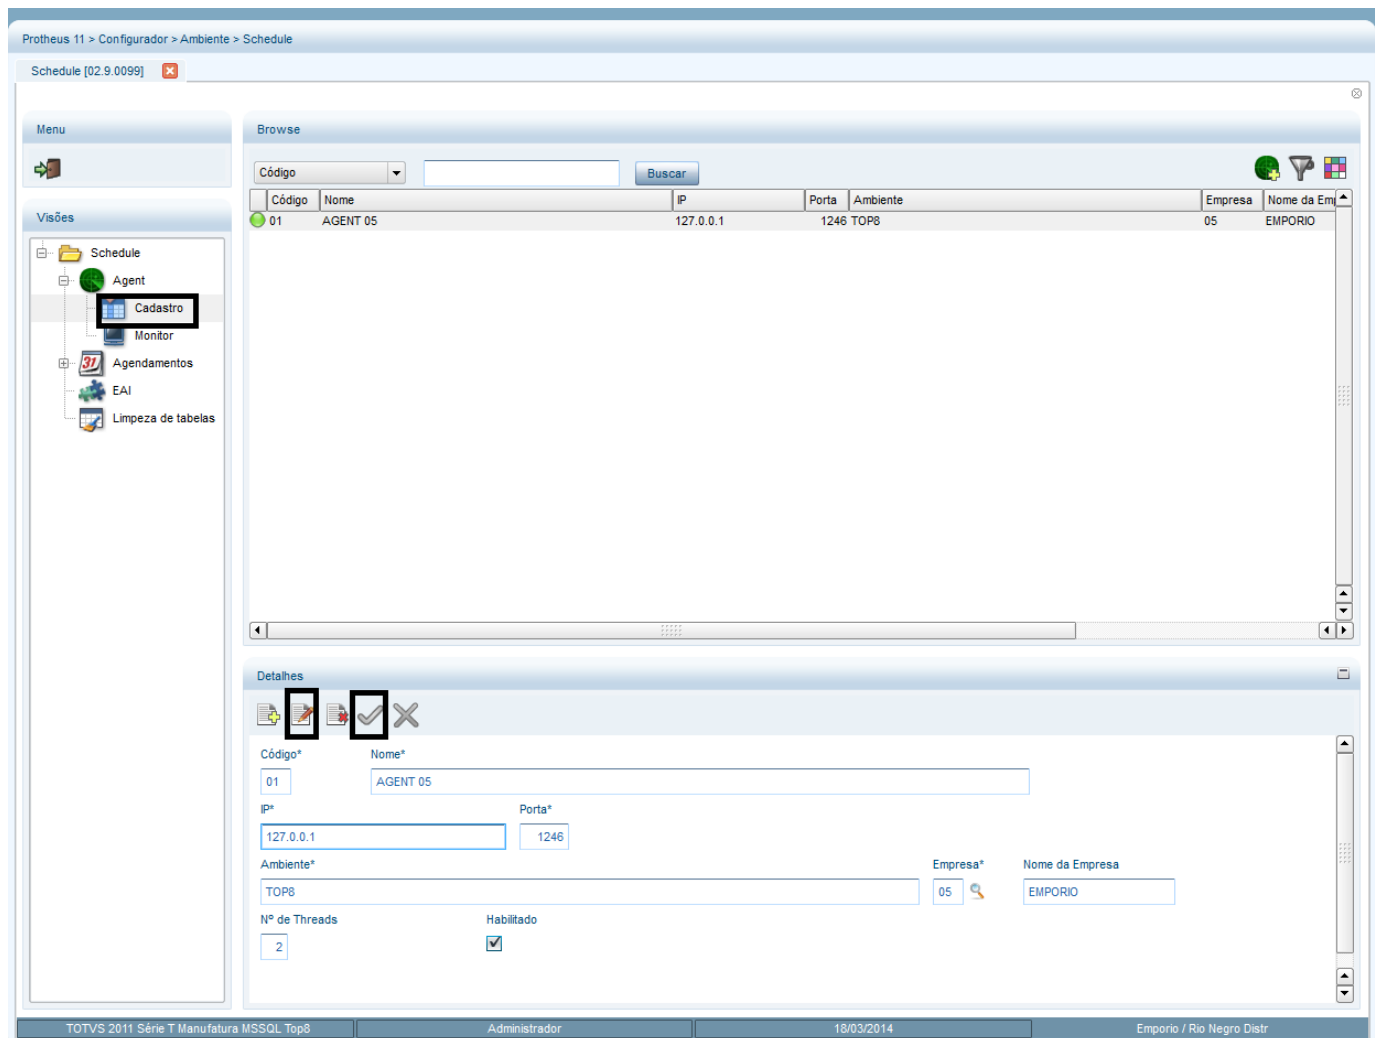 Protheus 11 > Configurador > Ambiente > Schedule
Schedule [02.9.0099]
Menu
Browse
Código
Buscar
Código Nome IP Porta Ambiente Empresa Nome da Em
01 AGENT 05 127.0.0.1 1246 TOP8 05 EMPORIO
Visões
Schedule
Agent
Cadastro
Monitor
31 Agendamentos
EAI
Limpeza de tabelas
Detalhes
Código* Nome*
01 AGENT 05
IP* Porta*
127.0.0.1 1246
Ambiente* Empresa* Nome da Empresa
TOP8 05 EMPORIO
Nº de Threads Habilitado
2
TOTVS 2011 Série T Manufatura MSSQL Top8 Administrador 18/03/2014 Emporio / Rio Negro Distr